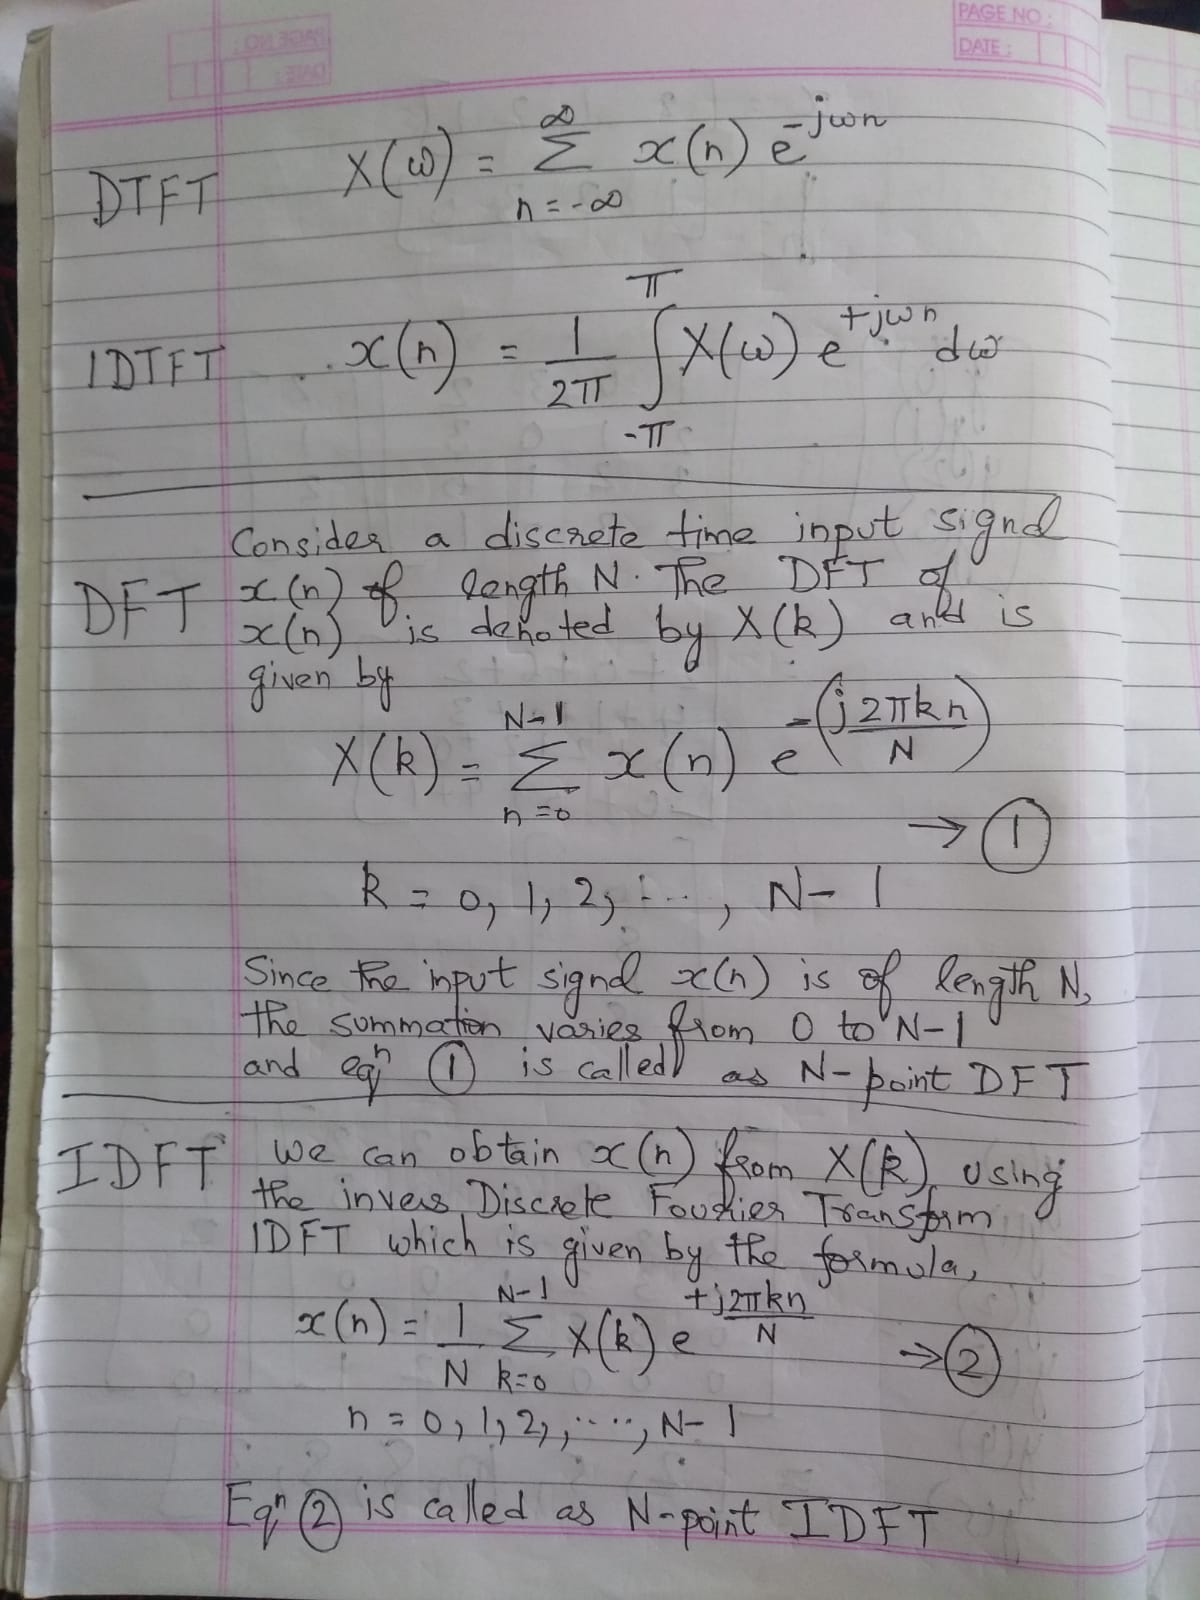 PAGE NO :
DATE :
DTFT X(ω) = ∞ Σ n = -∞ x(n) e^-jωn
IDTFT x(n) = 1/2π ∫ π -π X(ω) e^+jωn dω
Consider a discrete time input signal
DFT x(n) of length N. The DFT of
x(n) is denoted by X(k) and is
given by
X(k) = N-1 Σ n=0 x(n) e^-(j2πkn/N)
→ ①
k = 0, 1, 2, ...., N-1
Since the input signal x(n) is of length N,
the summation varies from 0 to N-1
and eqn ① is called as N-point DFT
IDFT We can obtain x(n) from X(k) using
the invers Discrete Fourier Transform
IDFT which is given by the formula,
x(n) = 1/N N-1 Σ k=0 X(k) e^+j2πkn/N → ②
n = 0, 1, 2, ....., N-1
Eqn ② is called as N-point IDFT